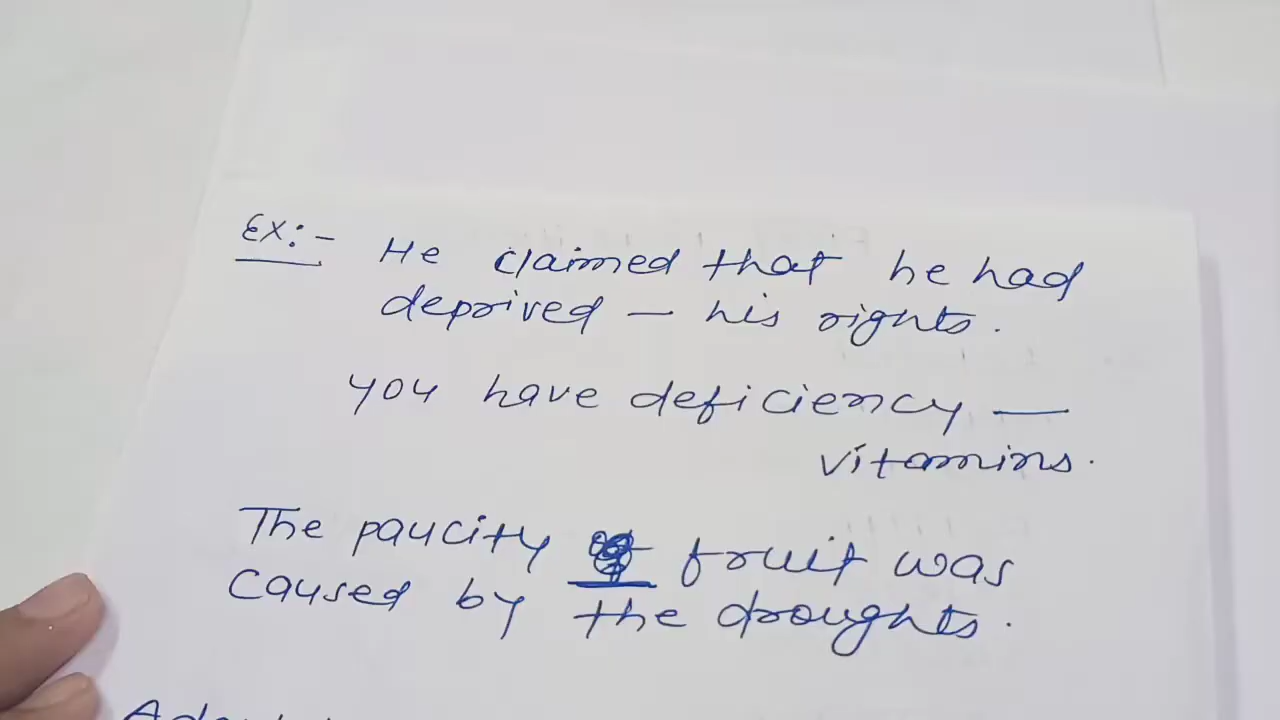 Ex:- He claimed that he had
deprived — his rights.
you have deficiency —
vitamins.
The paucity __ fruit was
caused by the droughts.